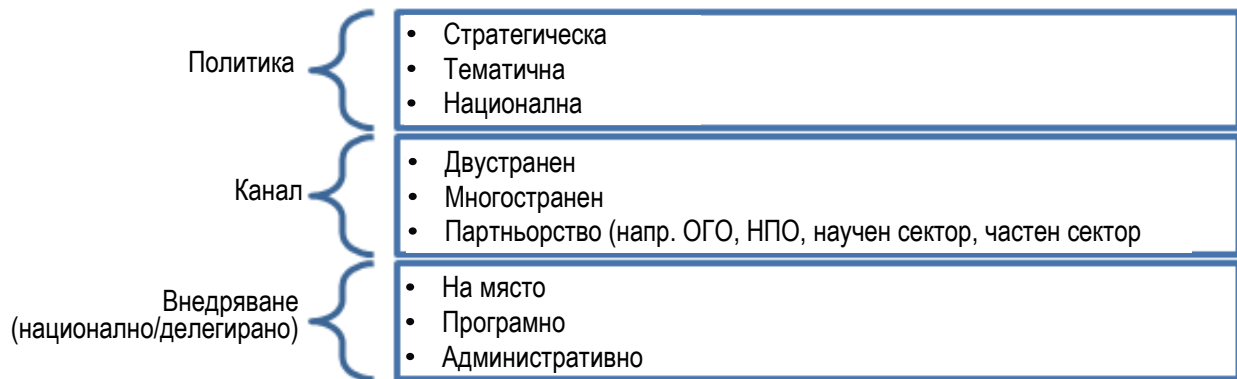 Политика
• Стратегическа
• Тематична
• Национална
Канал
• Двустранен
• Многостранен
• Партньорство (напр. ОГО, НПО, научен сектор, частен сектор
Внедряване
(национално/делегирано)
• На място
• Програмно
• Административно